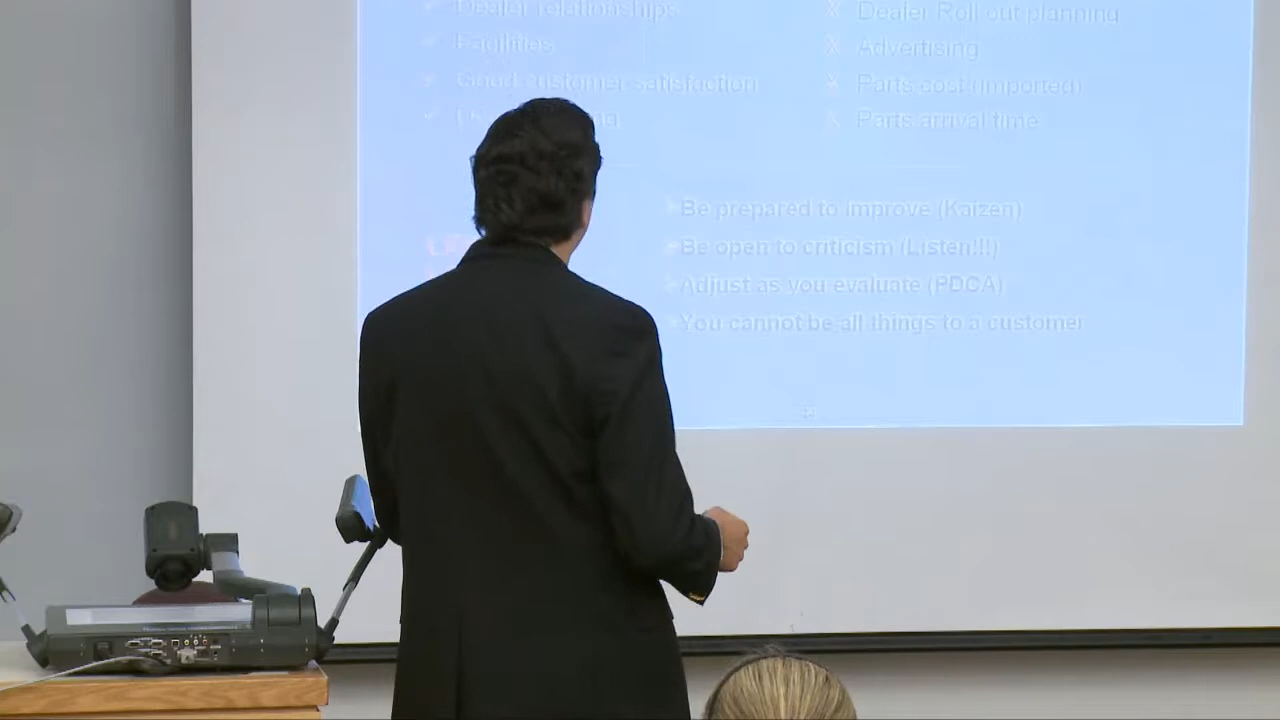 Dealer relationships
Facilities
Good customer satisfaction
Dealer Roll out planning
Advertising
Parts cost (imported)
Parts arrival time
Be prepared to improve (Kaizen)
Be open to criticism (Listen!!!)
Adjust as you evaluate (PDCA)
You cannot be all things to a customer